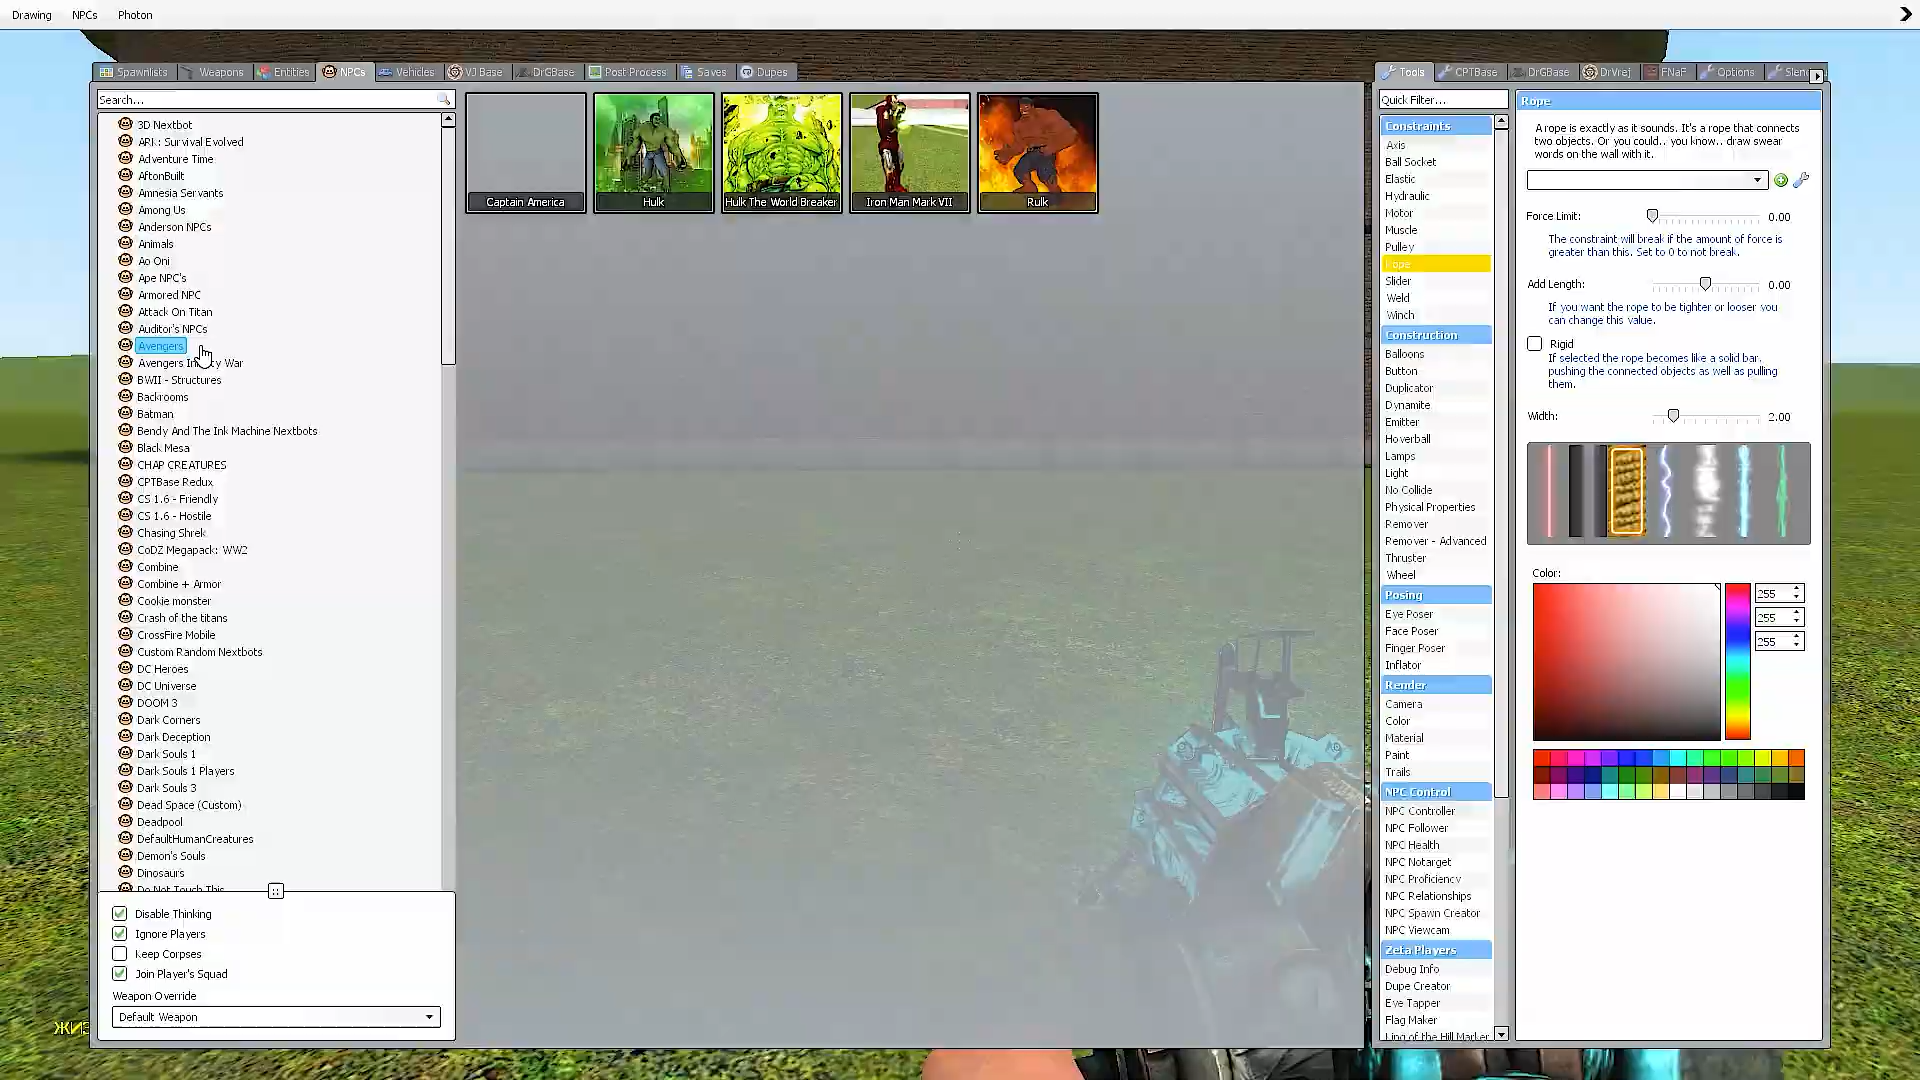 Drawing NPCs Photon
Spawnlists Weapons Entities NPCs Vehicles VJ Base DrGBase Post Process Saves Dupes
Search...
3D Nextbot
ARK: Survival Evolved
Adventure Time
AftonBuilt
Amnesia Servants
Among Us
Anderson NPCs
Animals
Ao Oni
Ape NPC's
Armored NPC
Attack On Titan
Auditor's NPCs
Avengers
Avengers War
BWII - Structures
Backrooms
Batman
Bendy And The Ink Machine Nextbots
Black Mesa
CHAP CREATURES
CPTBase Redux
CS 1.6 - Friendly
CS 1.6 - Hostile
Chasing Shrek
CoDZ Megapack: WW2
Combine
Combine + Armor
Cookie monster
Crash of the titans
CrossFire Mobile
Custom Random Nextbots
DC Heroes
DC Universe
DOOM 3
Dark Corners
Dark Deception
Dark Souls 1
Dark Souls 1 Players
Dark Souls 3
Dead Space (Custom)
Deadpool
DefaultHumanCreatures
Demon's Souls
Dinosaurs
Do Not Touch This
Disable Thinking
Ignore Players
Keep Corpses
Join Player's Squad
Weapon Override
Default Weapon
Captain America
Hulk
Hulk The World Breaker
Iron Man Mark VII
Rulk
Tools CPTBase DrGBase DrVrej FNaF Options
Quick Filter...
Constraints
Axis
Ball Socket
Elastic
Hydraulic
Motor
Muscle
Pulley
Rope
Slider
Weld
Winch
Construction
Balloons
Button
Duplicator
Dynamite
Emitter
Hoverball
Lamps
Light
No Collide
Physical Properties
Remover
Remover - Advanced
Thruster
Wheel
Posing
Eye Poser
Face Poser
Finger Poser
Inflator
Render
Camera
Color
Material
Paint
Trails
NPC Control
NPC Controller
NPC Follower
NPC Health
NPC Notarget
NPC Proficiency
NPC Relationships
NPC Spawn Creator
NPC Viewcam
Zeta Players
Debug Info
Dupe Creator
Eye Tapper
Flag Maker
of the Hill Marker
Rope
A rope is exactly as it sounds. It's a rope that connects
two objects. Or you could.. you know.. draw swear
words on the wall with it.
Force Limit: 0.00
The constraint will break if the amount of force is
greater than this. Set to 0 to not break.
Add Length: 0.00
If you want the rope to be tighter or looser you
can change this value.
Rigid
If selected the rope becomes like a solid bar,
pushing the connected objects as well as pulling
them.
Width: 2.00
Color:
255
255
255